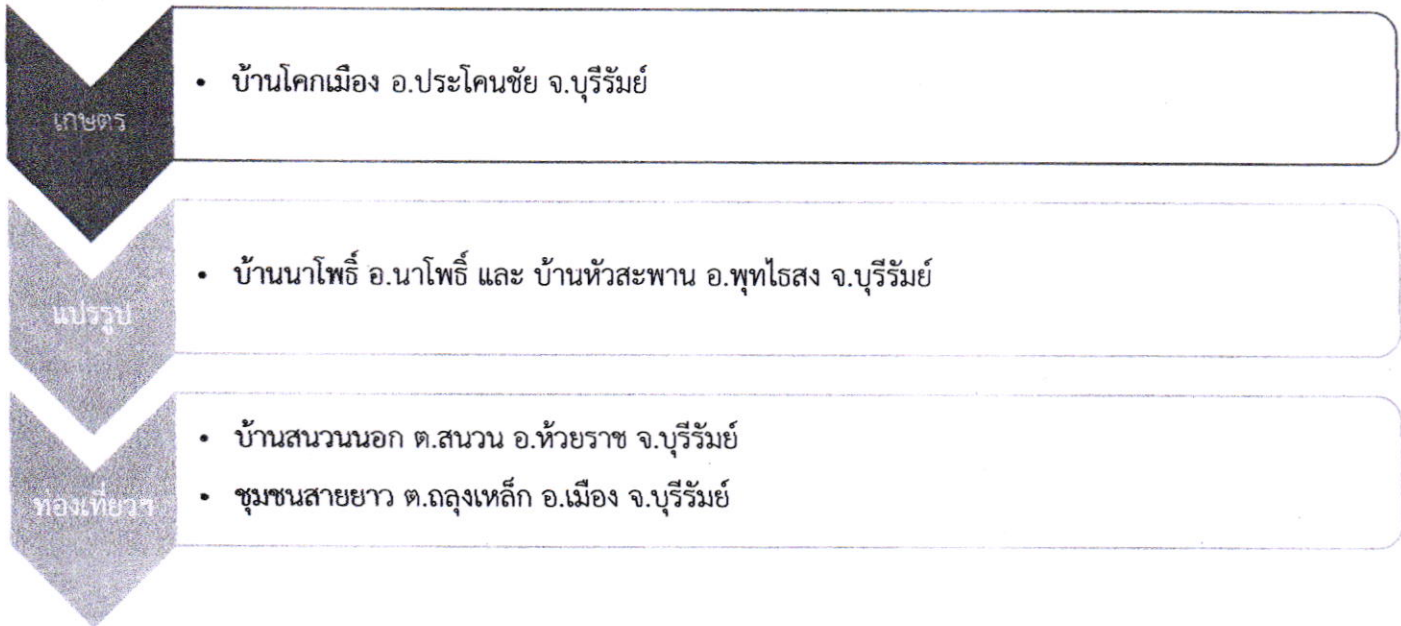 เกษตร
• บ้านโคกเมือง อ.ประโคนชัย จ.บุรีรัมย์
แปรรูป
• บ้านนาโพธิ์ อ.นาโพธิ์ และ บ้านหัวสะพาน อ.พุทไธสง จ.บุรีรัมย์
ท่องเที่ยวฯ
• บ้านสนวนนอก ต.สนวน อ.ห้วยราช จ.บุรีรัมย์
• ชุมชนสายยาว ต.ถลุงเหล็ก อ.เมือง จ.บุรีรัมย์